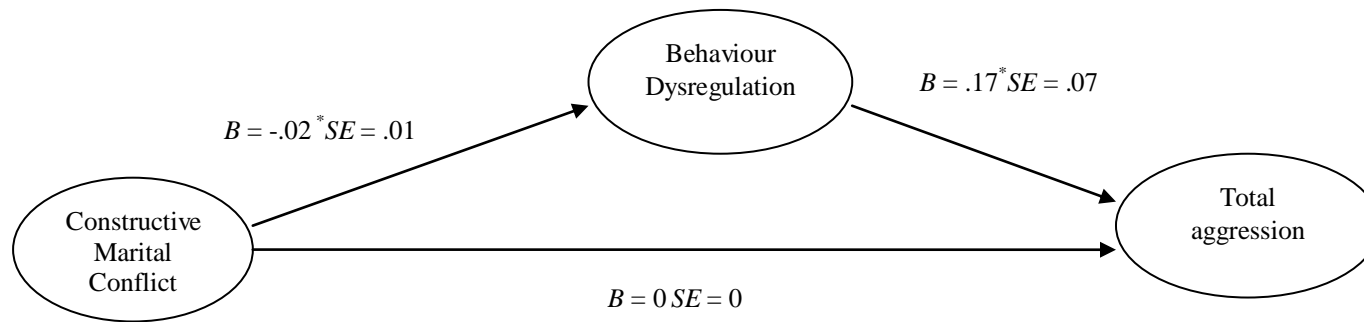 Behaviour
Dysregulation
B = .17*SE = .07
B = -.02 *SE = .01
Total
aggression
Constructive
Marital
Conflict
B = 0 SE = 0